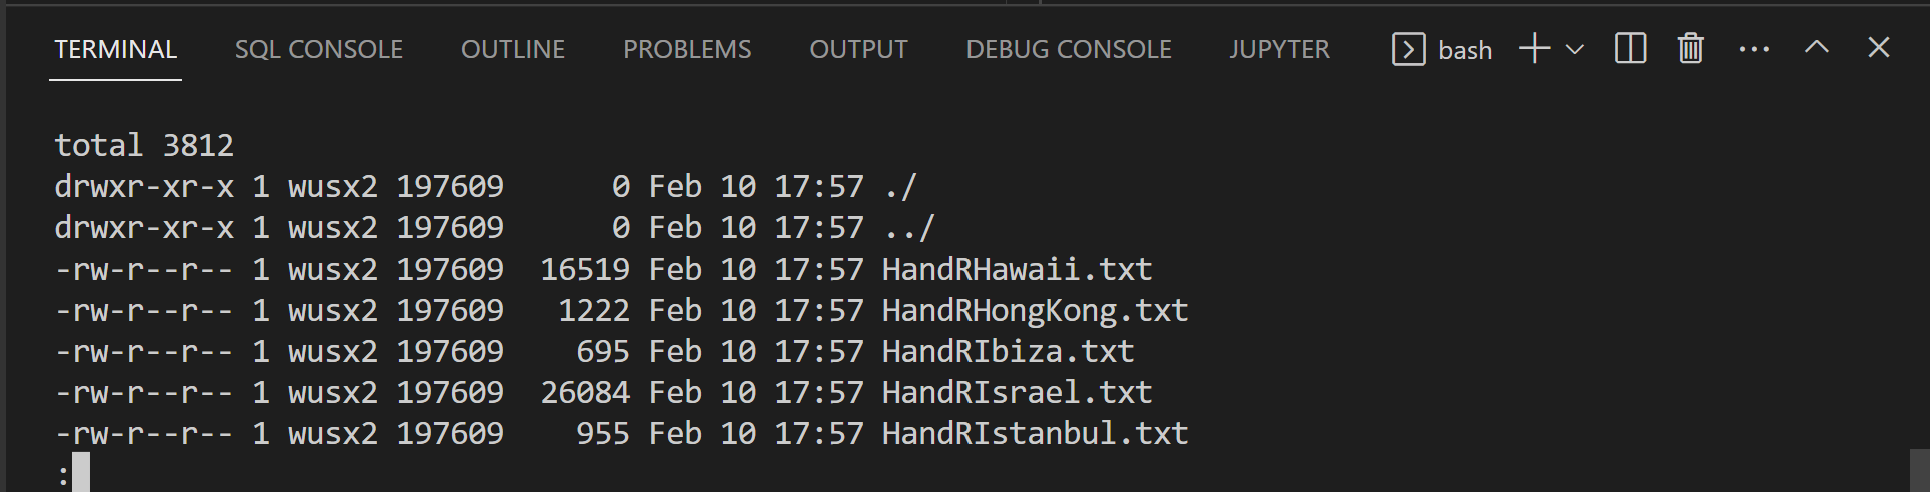 TERMINAL SQL CONSOLE OUTLINE PROBLEMS OUTPUT DEBUG CONSOLE JUPYTER bash
total 3812
drwxr-xr-x 1 wusx2 197609      0 Feb 10 17:57 ./
drwxr-xr-x 1 wusx2 197609      0 Feb 10 17:57 ../
-rw-r--r-- 1 wusx2 197609  16519 Feb 10 17:57 HandRHawaii.txt
-rw-r--r-- 1 wusx2 197609   1222 Feb 10 17:57 HandRHongKong.txt
-rw-r--r-- 1 wusx2 197609    695 Feb 10 17:57 HandRIbiza.txt
-rw-r--r-- 1 wusx2 197609  26084 Feb 10 17:57 HandRIsrael.txt
-rw-r--r-- 1 wusx2 197609    955 Feb 10 17:57 HandRIstanbul.txt
: